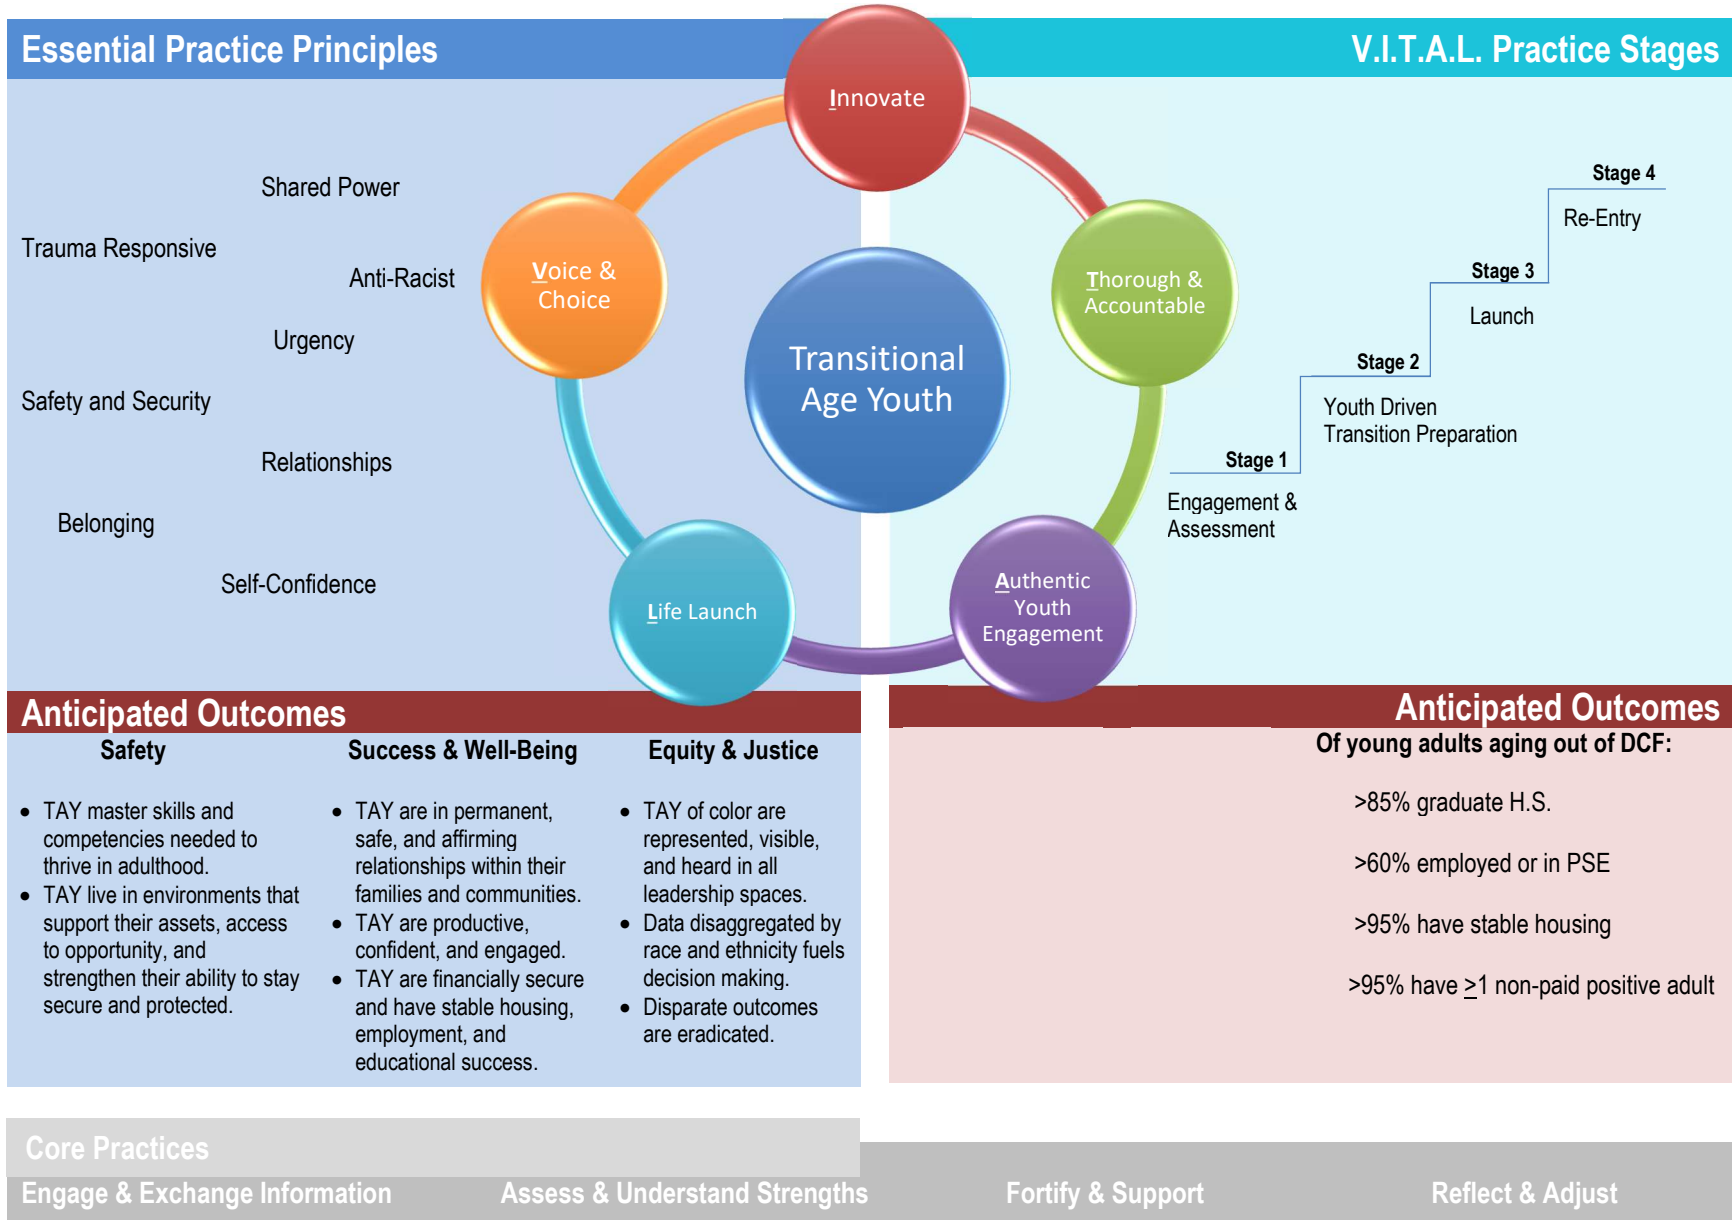 Essential Practice Principles
V.I.T.A.L. Practice Stages
Shared Power
Trauma Responsive
Anti-Racist
Urgency
Safety and Security
Relationships
Belonging
Self-Confidence
Innovate
Voice &
Choice
Thorough &
Accountable
Transitional
Age Youth
Life Launch
Authentic
Youth
Engagement
Stage 4
Re-Entry
Stage 3
Launch
Stage 2
Youth Driven
Transition Preparation
Stage 1
Engagement &
Assessment
Anticipated Outcomes
Safety
• TAY master skills and
competencies needed to
thrive in adulthood.
• TAY live in environments that
support their assets, access
to opportunity, and
strengthen their ability to stay
secure and protected.
Success & Well-Being
• TAY are in permanent,
safe, and affirming
relationships within their
families and communities.
• TAY are productive,
confident, and engaged.
• TAY are financially secure
and have stable housing,
employment, and
educational success.
Equity & Justice
• TAY of color are
represented, visible,
and heard in all
leadership spaces.
• Data disaggregated by
race and ethnicity fuels
decision making.
• Disparate outcomes
are eradicated.
Anticipated Outcomes
Of young adults aging out of DCF:
>85% graduate H.S.
>60% employed or in PSE
>95% have stable housing
>95% have ≥1 non-paid positive adult
Core Practices
Engage & Exchange Information
Assess & Understand Strengths
Fortify & Support
Reflect & Adjust